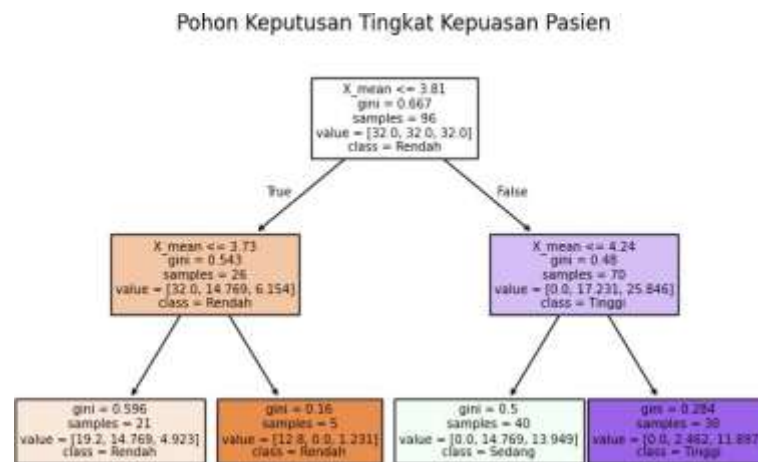 Pohon Keputusan Tingkat Kepuasan Pasien
X_mean <= 3.81
gini = 0.667
samples = 96
value = [32.0, 32.0, 32.0]
class = Rendah
True
False
X_mean <= 3.73
gini = 0.543
samples = 26
value = [32.0, 14.769, 6.154]
class = Rendah
X_mean <= 4.24
gini = 0.48
samples = 70
value = [0.0, 17.231, 25.846]
class = Tinggi
gini = 0.596
samples = 21
value = [19.2, 14.769, 4.923]
class = Rendah
gini = 0.16
samples = 5
value = [12.8, 0.0, 1.231]
class = Rendah
gini = 0.5
samples = 40
value = [0.0, 14.769, 13.949]
class = Sedang
gini = 0.284
samples = 30
value = [0.0, 2.462, 11.897]
class = Tinggi